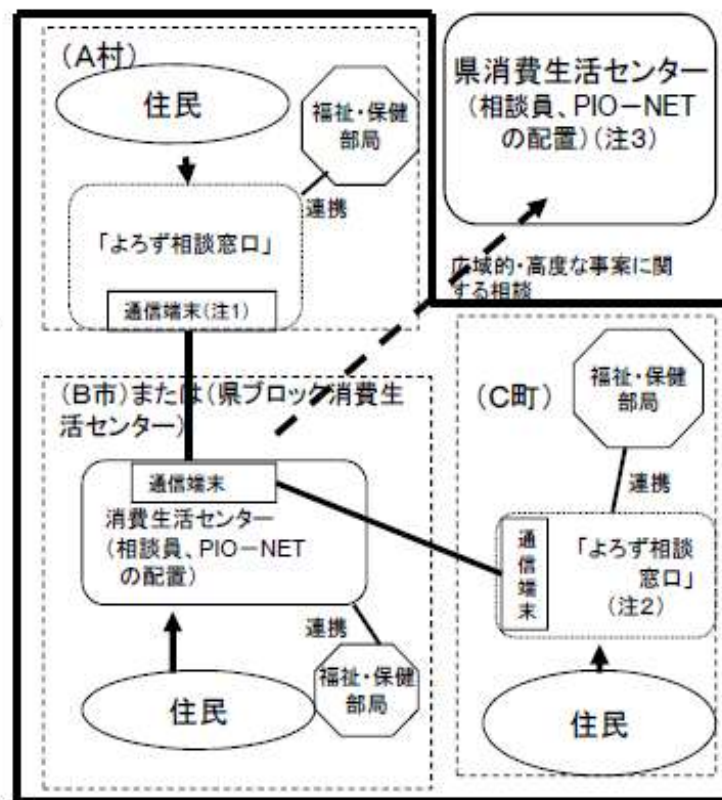 (A村)
住民
福祉・保健
部局
連携
「よろず相談窓口」
通信端末(注1)
県消費生活センター
(相談員、PIO－NET
の配置)(注3)
広域的・高度な事案に関
する相談
(B市)または(県ブロック消費生
活センター)
通信端末
消費生活センター
(相談員、PIO－NET
の配置)
連携
福祉・保健
部局
住民
(C町)
福祉・保健
部局
連携
通信端末
「よろず相談
窓口」
(注2)
住民